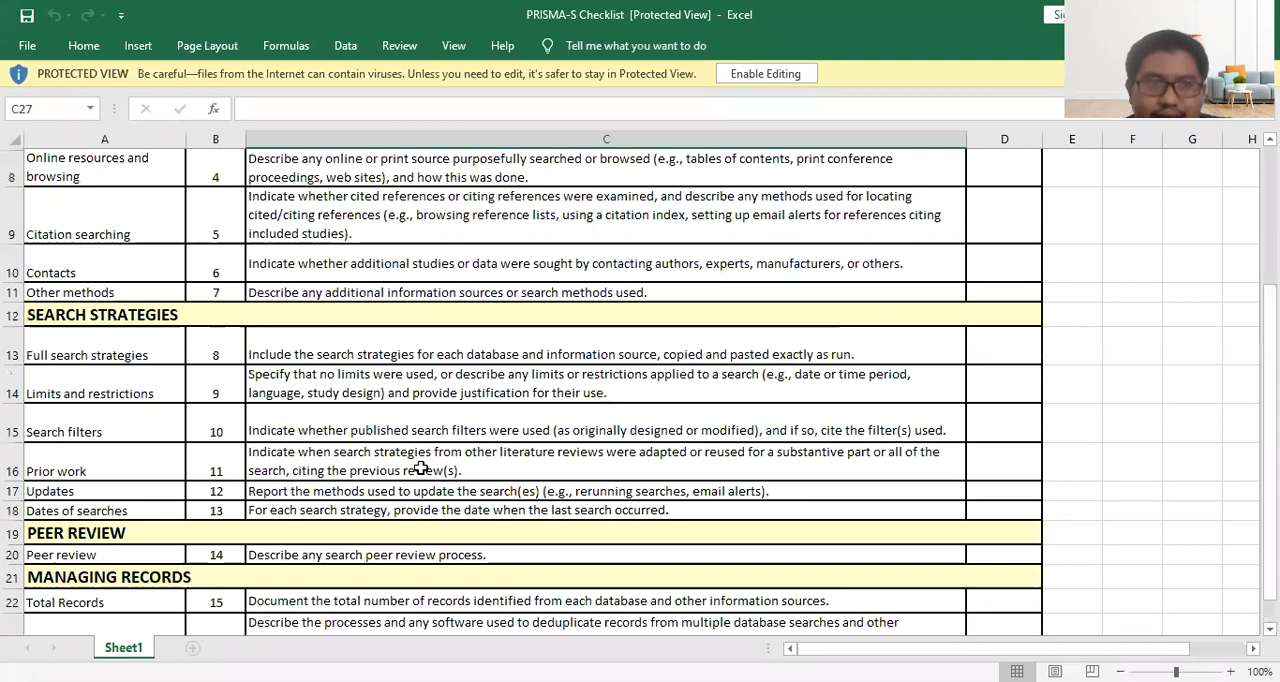 PRISMA-S Checklist [Protected View] - Excel
File Home Insert Page Layout Formulas Data Review View Help Tell me what you want to do
PROTECTED VIEW Be careful—files from the Internet can contain viruses. Unless you need to edit, it's safer to stay in Protected View. Enable Editing
C27 fx
A B C D E F G H
8 Online resources and browsing 4 Describe any online or print source purposefully searched or browsed (e.g., tables of contents, print conference
proceedings, web sites), and how this was done.
9 Citation searching 5 Indicate whether cited references or citing references were examined, and describe any methods used for locating
cited/citing references (e.g., browsing reference lists, using a citation index, setting up email alerts for references citing
included studies).
10 Contacts 6 Indicate whether additional studies or data were sought by contacting authors, experts, manufacturers, or others.
11 Other methods 7 Describe any additional information sources or search methods used.
12 SEARCH STRATEGIES
13 Full search strategies 8 Include the search strategies for each database and information source, copied and pasted exactly as run.
14 Limits and restrictions 9 Specify that no limits were used, or describe any limits or restrictions applied to a search (e.g., date or time period,
language, study design) and provide justification for their use.
15 Search filters 10 Indicate whether published search filters were used (as originally designed or modified), and if so, cite the filter(s) used.
16 Prior work 11 Indicate when search strategies from other literature reviews were adapted or reused for a substantive part or all of the
search, citing the previous review(s).
17 Updates 12 Report the methods used to update the search(es) (e.g., rerunning searches, email alerts).
18 Dates of searches 13 For each search strategy, provide the date when the last search occurred.
19 PEER REVIEW
20 Peer review 14 Describe any search peer review process.
21 MANAGING RECORDS
22 Total Records 15 Document the total number of records identified from each database and other information sources.
Describe the processes and any software used to deduplicate records from multiple database searches and other
Sheet1
100%